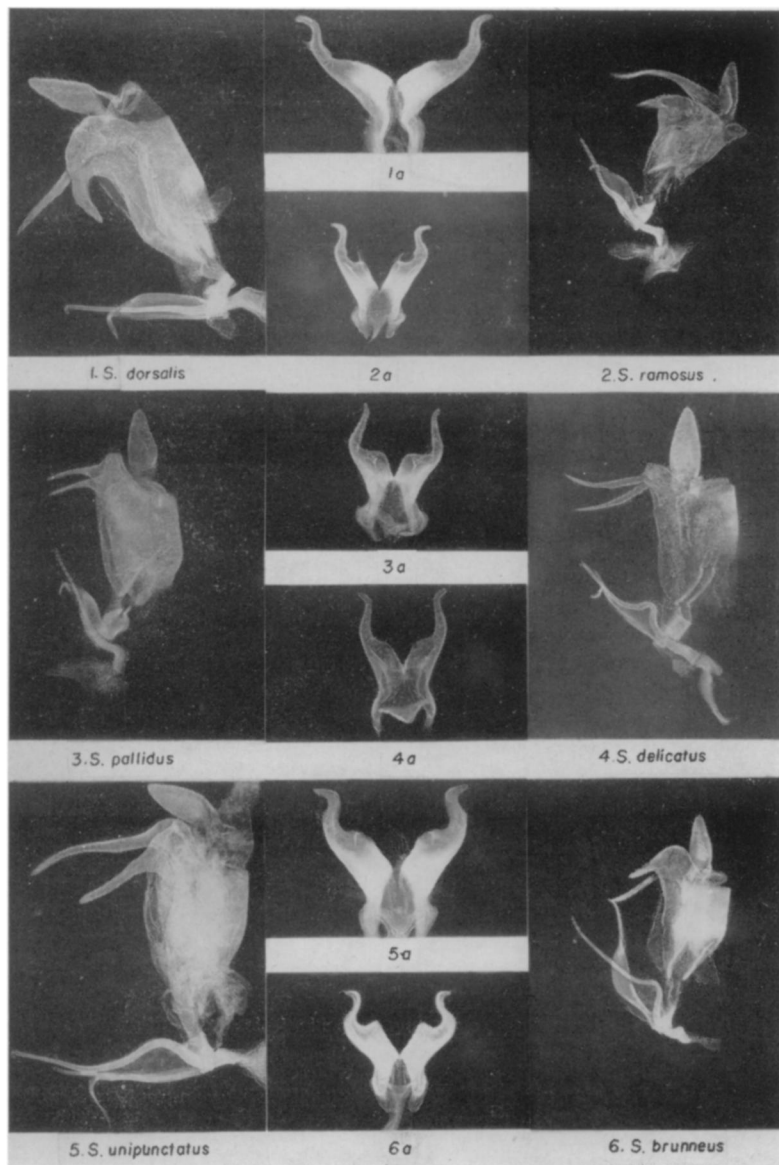 1a
1. S. dorsalis
2a
2. S. ramosus .
3a
3. S. pallidus
4a
4. S. delicatus
5a
5. S. unipunctatus
6a
6. S. brunneus